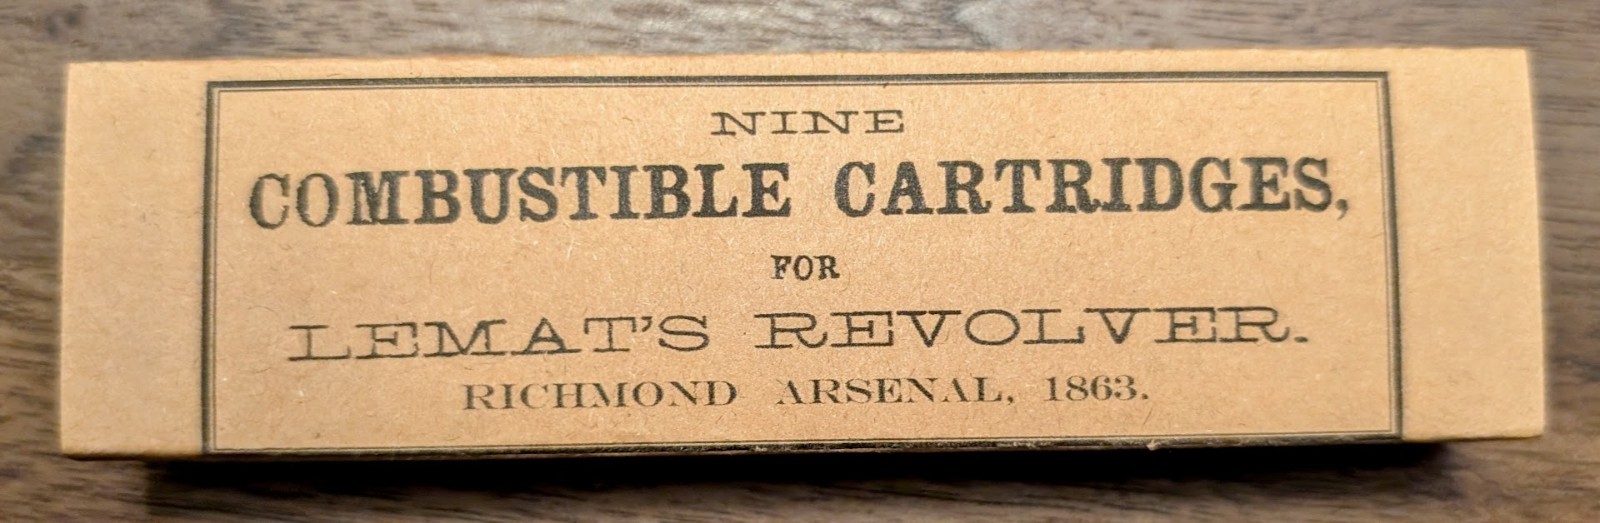 NINE
COMBUSTIBLE CARTRIDGES,
FOR
LEMAT'S REVOLVER.
RICHMOND ARSENAL, 1863.